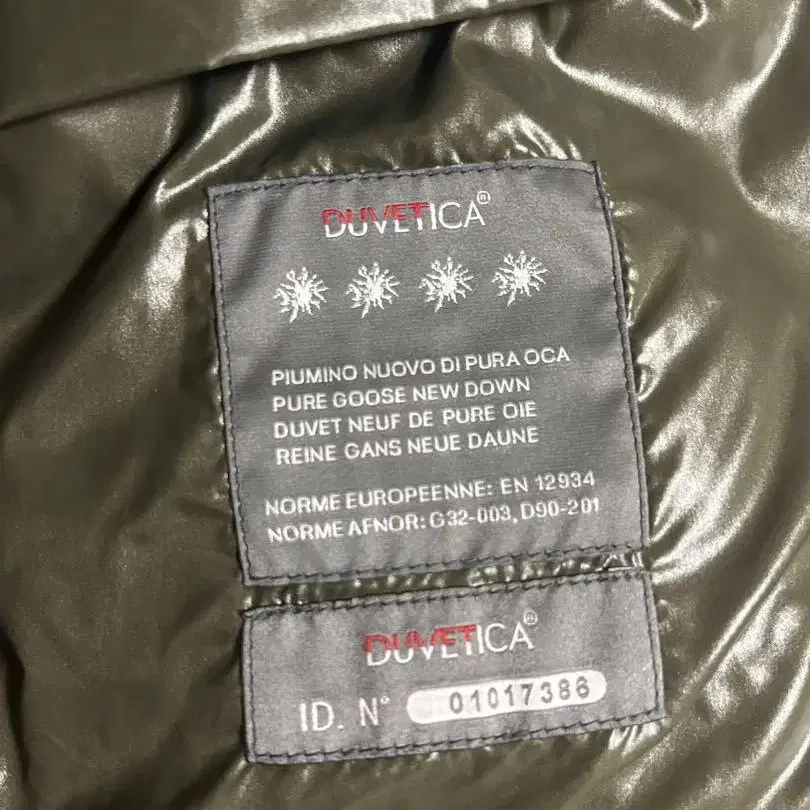 DUVETICA®
PIUMINO NUOVO DI PURA OCA
PURE GOOSE NEW DOWN
DUVET NEUF DE PURE OIE
REINE GANS NEUE DAUNE
NORME EUROPEENNE: EN 12934
NORME AFNOR: G32-003, D90-201
DUVETICA®
ID. N° 01017386